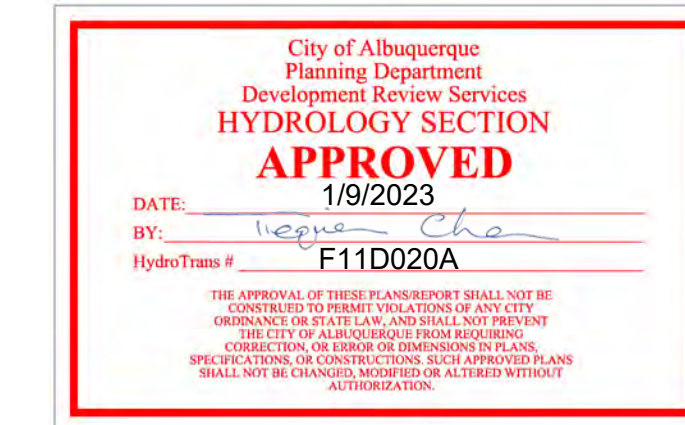 City of Albuquerque
Planning Department
Development Review Services
HYDROLOGY SECTION
APPROVED
DATE: 1/9/2023
BY:
HydroTrans # F11D020A
THE APPROVAL OF THESE PLANS/REPORT SHALL NOT BE
CONSTRUED TO PERMIT VIOLATIONS OF ANY CITY
ORDINANCE OR STATE LAW, AND SHALL NOT PREVENT
THE CITY OF ALBUQUERQUE FROM REQUIRING
CORRECTION, OR ERROR OR DIMENSIONS IN PLANS,
SPECIFICATIONS, OR CONSTRUCTIONS. SUCH APPROVED PLANS
SHALL NOT BE CHANGED, MODIFIED OR ALTERED WITHOUT
AUTHORIZATION.